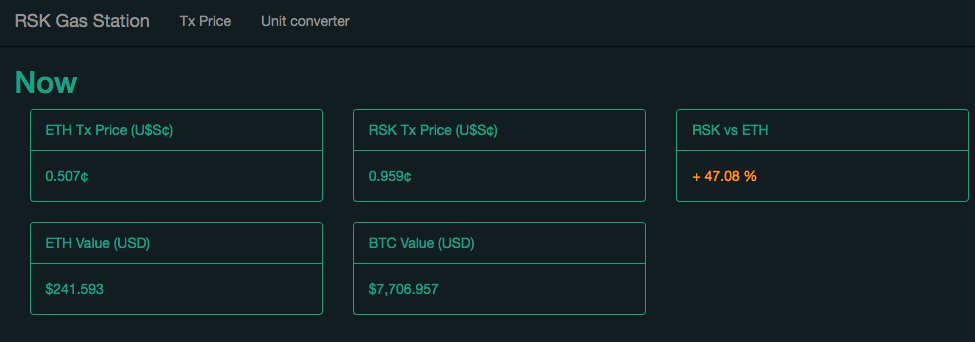 RSK Gas Station Tx Price Unit converter
Now
ETH Tx Price (U$S¢) RSK Tx Price (U$S¢) RSK vs ETH
0.507¢ 0.959¢ + 47.08 %
ETH Value (USD) BTC Value (USD)
$241.593 $7,706.957